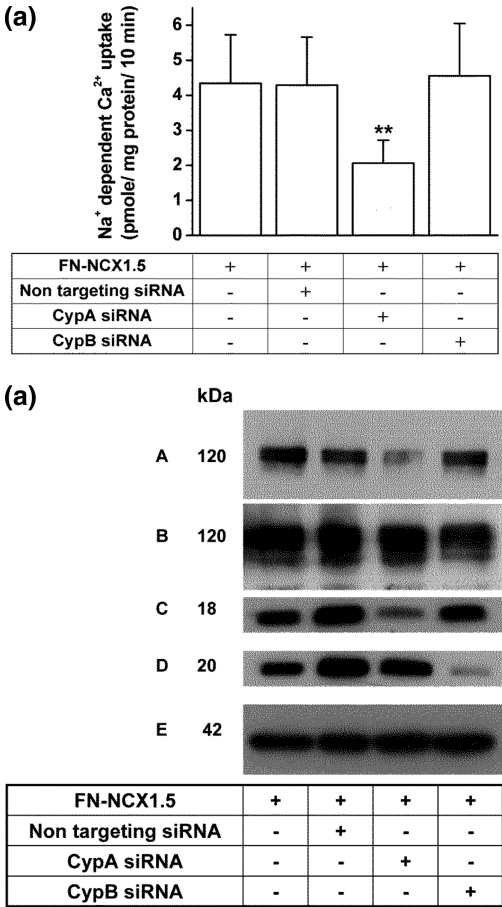 (a)
Na+ dependent Ca2+ uptake
(pmole/ mg protein/ 10 min)
6
5
4
3
2
1
0
**
FN-NCX1.5 + + + +
Non targeting siRNA - + - -
CypA siRNA - - + -
CypB siRNA - - - +
(a)
kDa
A 120
B 120
C 18
D 20
E 42
FN-NCX1.5 + + + +
Non targeting siRNA - + - -
CypA siRNA - - + -
CypB siRNA - - - +